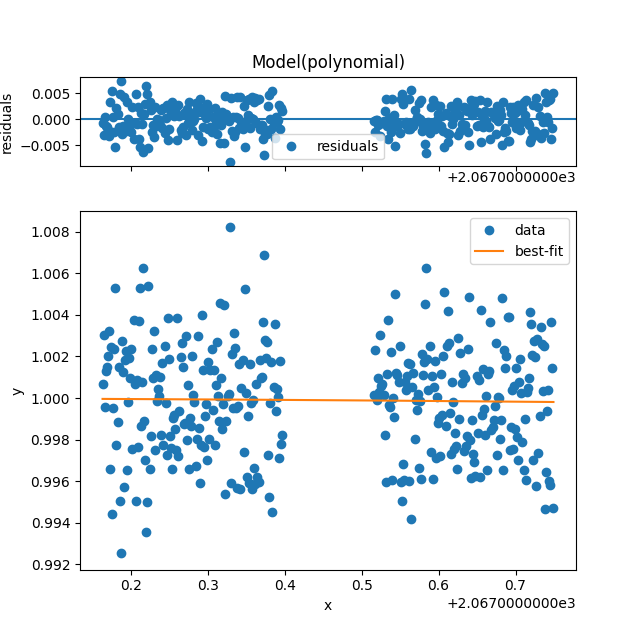 Model(polynomial)
residuals
0.005
0.000
−0.005
residuals
+2.0670000000e3
y
1.008
1.006
1.004
1.002
1.000
0.998
0.996
0.994
0.992
data
best-fit
0.2 0.3 0.4 0.5 0.6 0.7
x
+2.0670000000e3